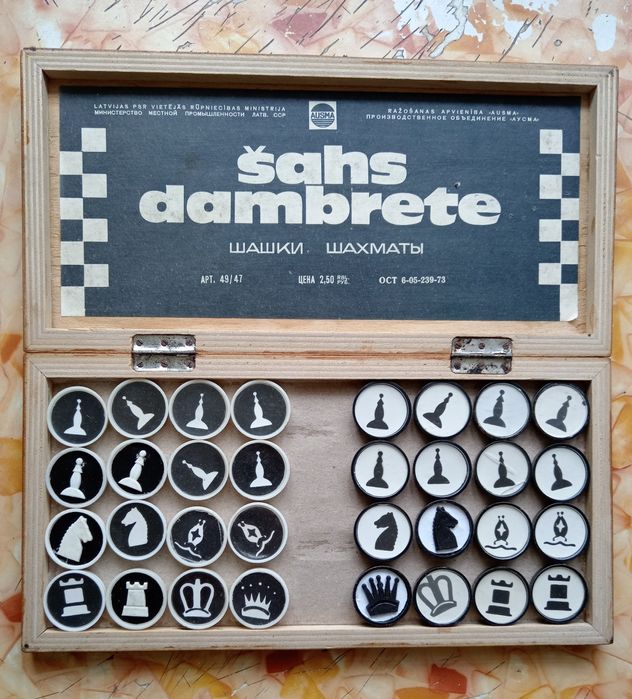 LATVIJAS PSR VIETĒJĀS RŪPNIECĪBAS MINISTRIJA
МИНИСТЕРСТВО МЕСТНОЙ ПРОМЫШЛЕННОСТИ ЛАТВ. ССР
AUSMA
RAŽOŠANAS APVIENĪBA «AUSMA»
ПРОИЗВОДСТВЕННОЕ ОБЪЕДИНЕНИЕ «АУСМА»
šahs
dambrete
ШАШКИ ШАХМАТЫ
АРТ. 49/47 ЦЕНА 2,50 RBL. РУБ. ОСТ 6-05-239-73